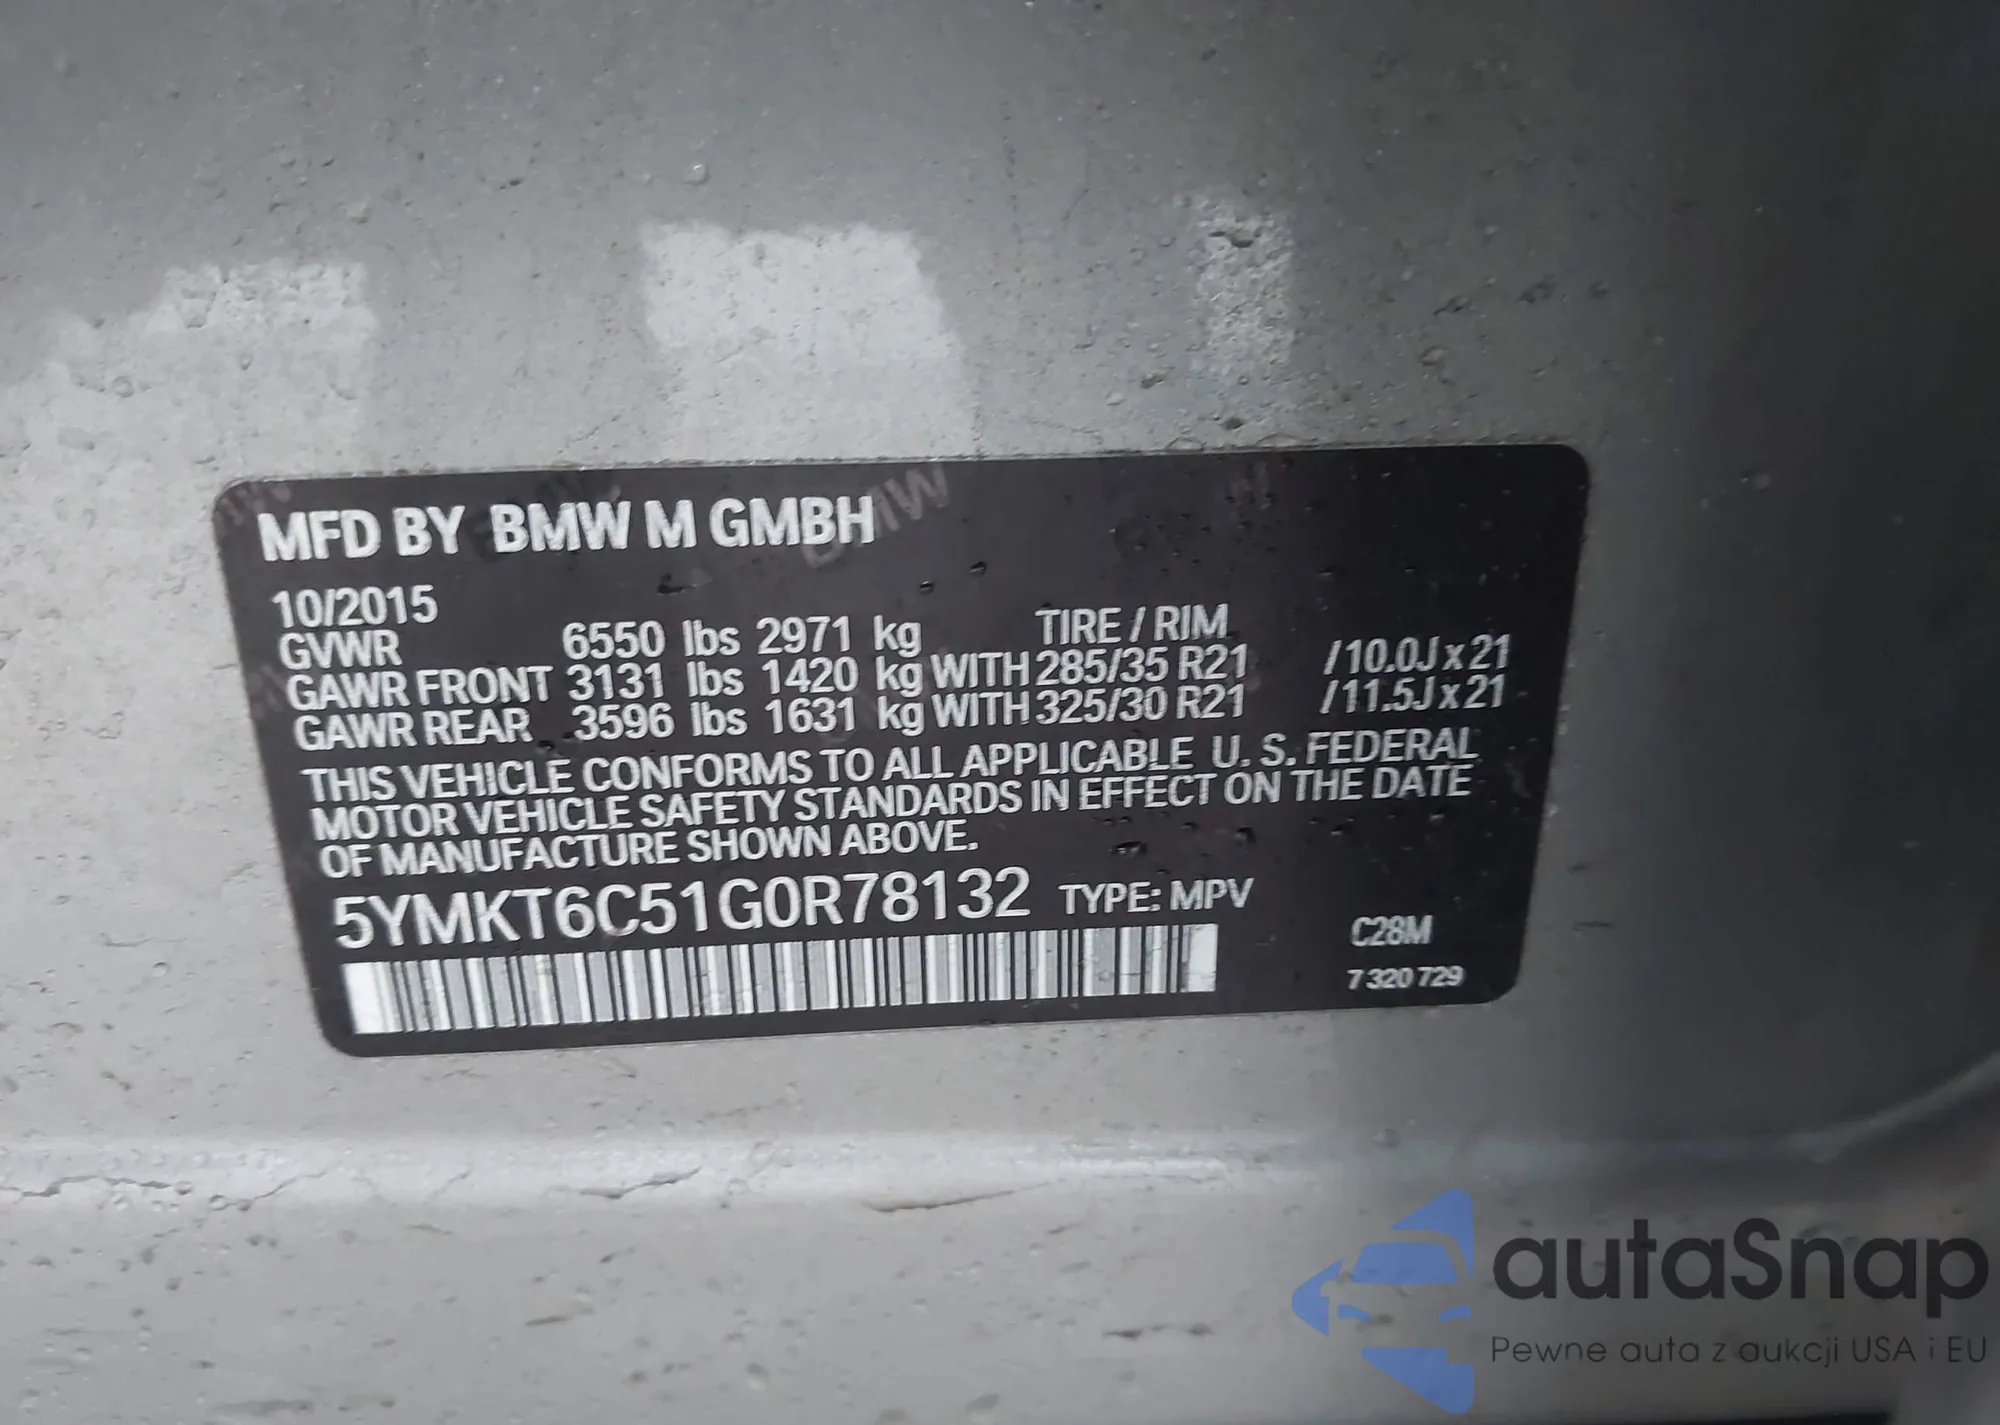 MFD BY BMW M GMBH
10/2015
GVWR 6550 lbs 2971 kg TIRE / RIM
GAWR FRONT 3131 lbs 1420 kg WITH 285/35 R21 /10.0J x 21
GAWR REAR 3596 lbs 1631 kg WITH 325/30 R21 /11.5J x 21
THIS VEHICLE CONFORMS TO ALL APPLICABLE U. S. FEDERAL
MOTOR VEHICLE SAFETY STANDARDS IN EFFECT ON THE DATE
OF MANUFACTURE SHOWN ABOVE.
5YMKT6C51G0R78132 TYPE: MPV
C28M
7 320 729
autaSnap
Pewne auta z aukcji USA i EU